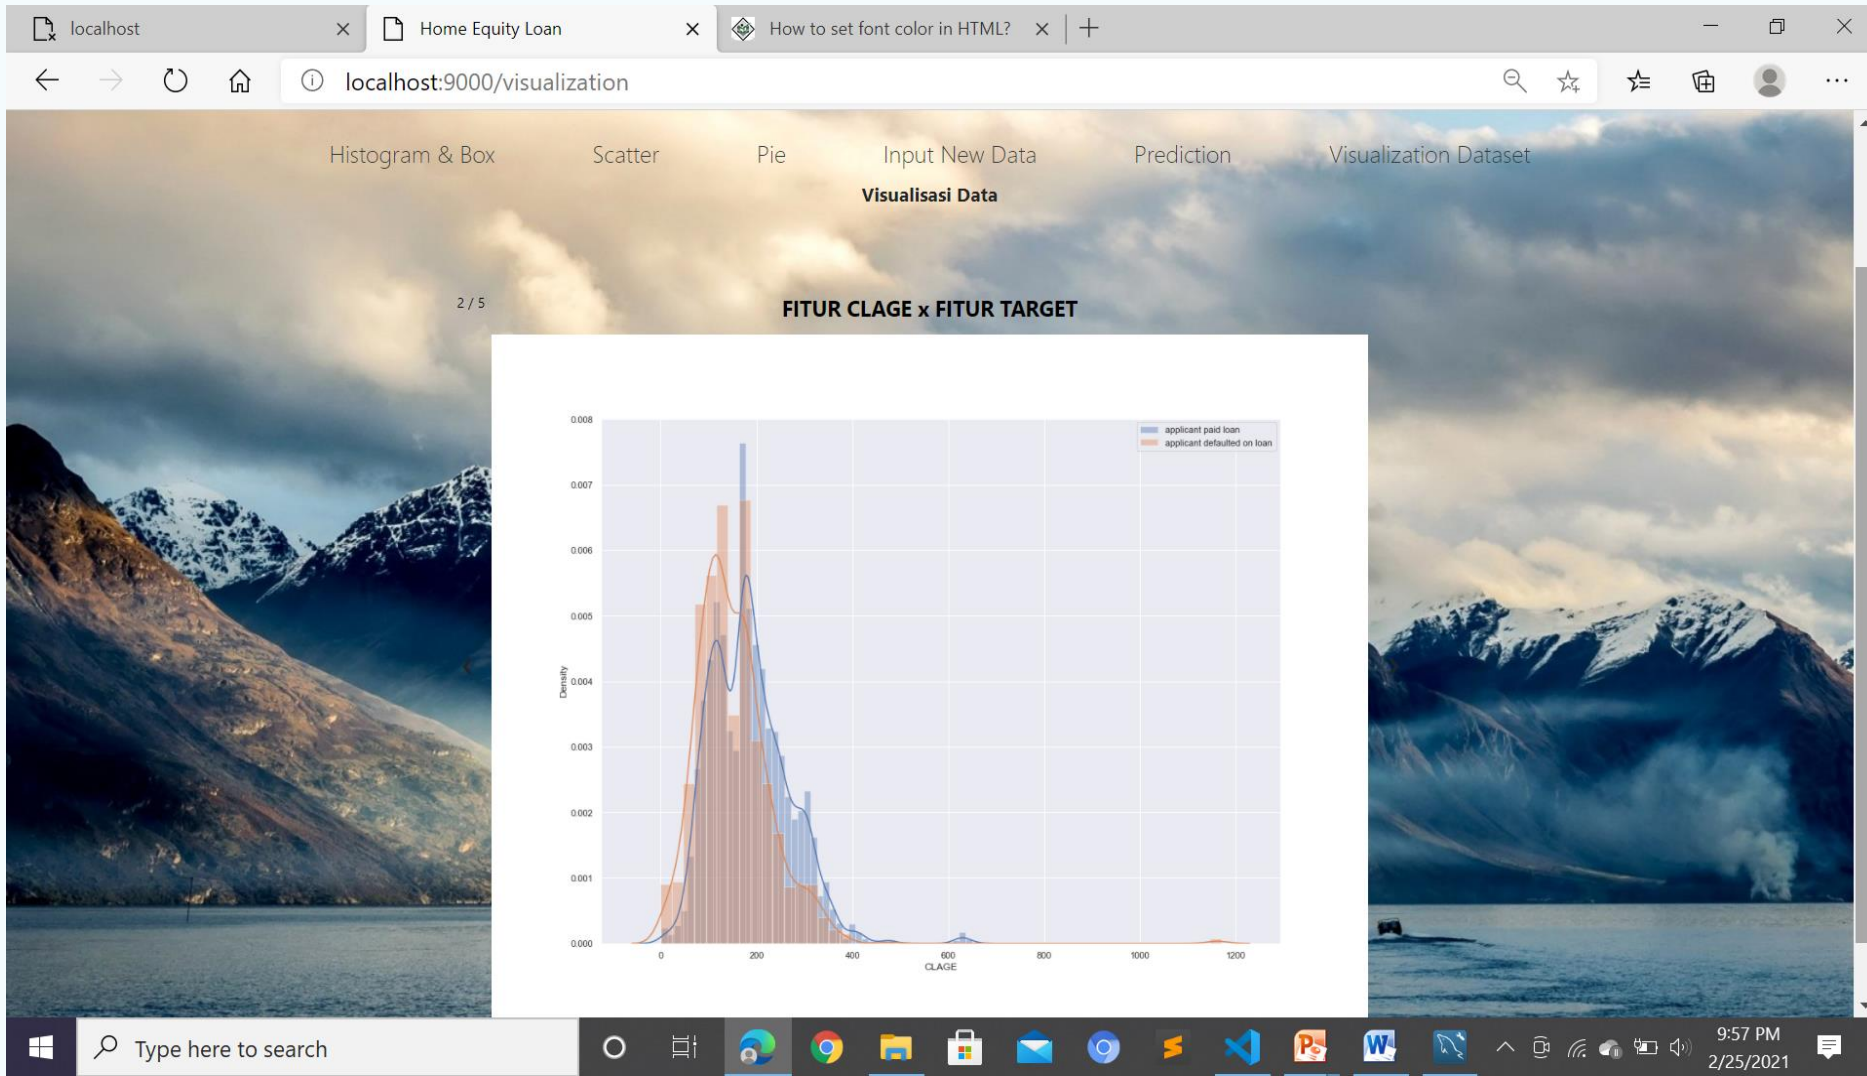 localhost
Home Equity Loan
How to set font color in HTML?
localhost:9000/visualization
Histogram & Box Scatter Pie Input New Data Prediction Visualization Dataset
Visualisasi Data
2 / 5
FITUR CLAGE x FITUR TARGET
applicant paid loan
applicant defaulted on loan
0.008
0.007
0.006
0.005
0.004
0.003
0.002
0.001
0.000
Density
0 200 400 600 800 1000 1200
CLAGE
Type here to search
9:57 PM
2/25/2021